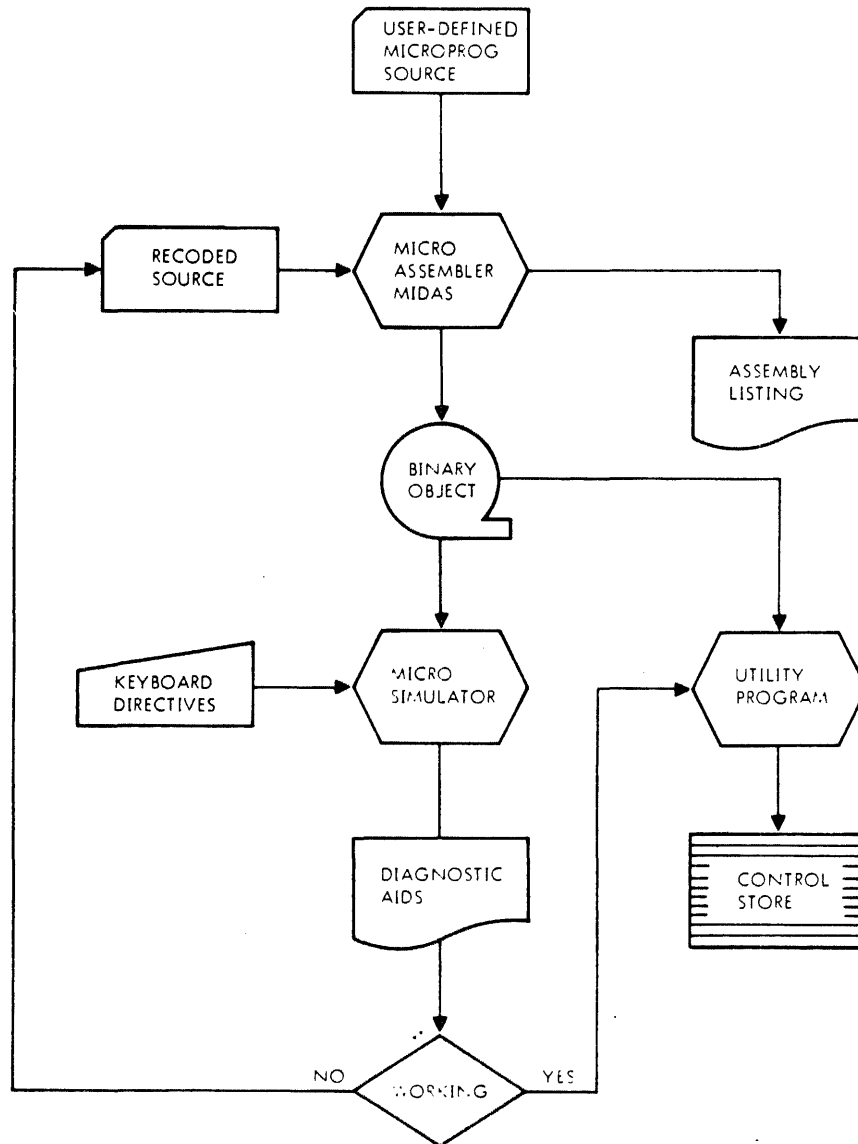 USER-DEFINED
MICROPROG
SOURCE
RECODED
SOURCE
MICRO
ASSEMBLER
MIDAS
ASSEMBLY
LISTING
BINARY
OBJECT
KEYBOARD
DIRECTIVES
MICRO
SIMULATOR
UTILITY
PROGRAM
DIAGNOSTIC
AIDS
CONTROL
STORE
NO
WORKING
YES